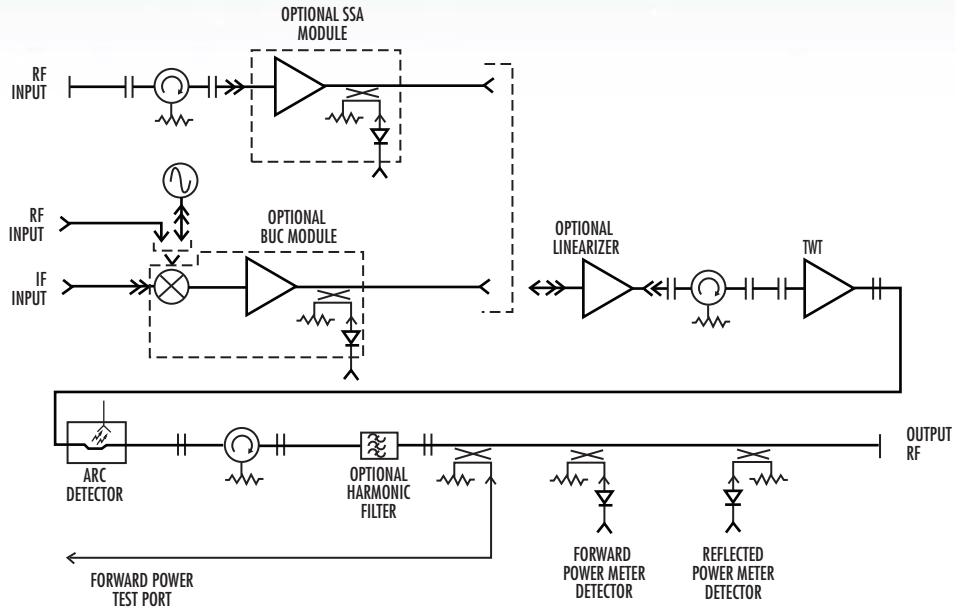 OPTIONAL SSA
MODULE
RF
INPUT
RF
INPUT
OPTIONAL
BUC MODULE
IF
INPUT
OPTIONAL
LINEARIZER
TWT
ARC
DETECTOR
OPTIONAL
HARMONIC
FILTER
OUTPUT
RF
FORWARD POWER
TEST PORT
FORWARD
POWER METER
DETECTOR
REFLECTED
POWER METER
DETECTOR